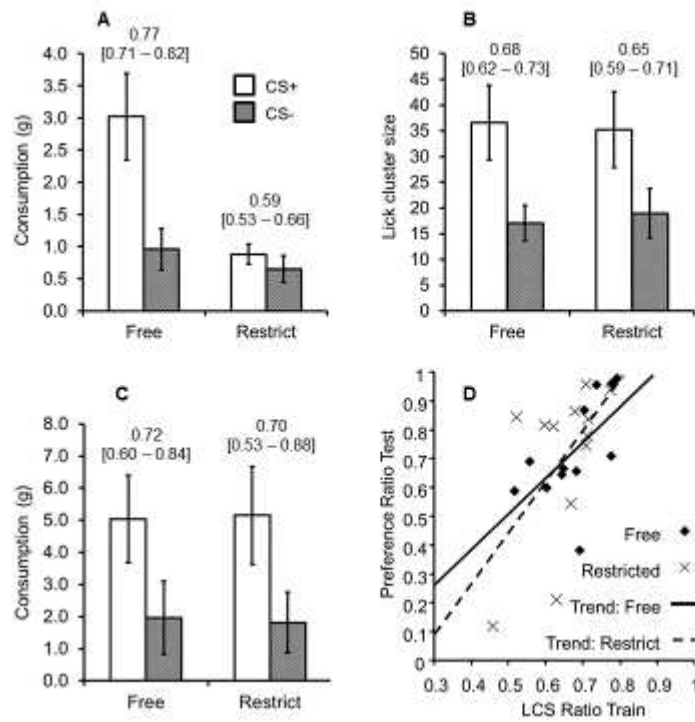 A
0.77
[0.71 – 0.82]
4.0
3.5
3.0
2.5
2.0
1.5
1.0
0.5
0.0
Consumption (g)
CS+
CS-
0.59
[0.53 – 0.66]
Free
Restrict
B
0.68
[0.62 – 0.73]
0.65
[0.59 – 0.71]
50
45
40
35
30
25
20
15
10
5
0
Lick cluster size
Free
Restrict
C
0.72
[0.60 – 0.84]
0.70
[0.53 – 0.88]
8.0
7.0
6.0
5.0
4.0
3.0
2.0
1.0
0.0
Consumption (g)
Free
Restrict
D
1
0.9
0.8
0.7
0.6
0.5
0.4
0.3
0.2
0.1
0
Preference Ratio Test
Free
Restricted
Trend: Free
Trend: Restrict
0.3 0.4 0.5 0.6 0.7 0.8 0.9 1
LCS Ratio Train